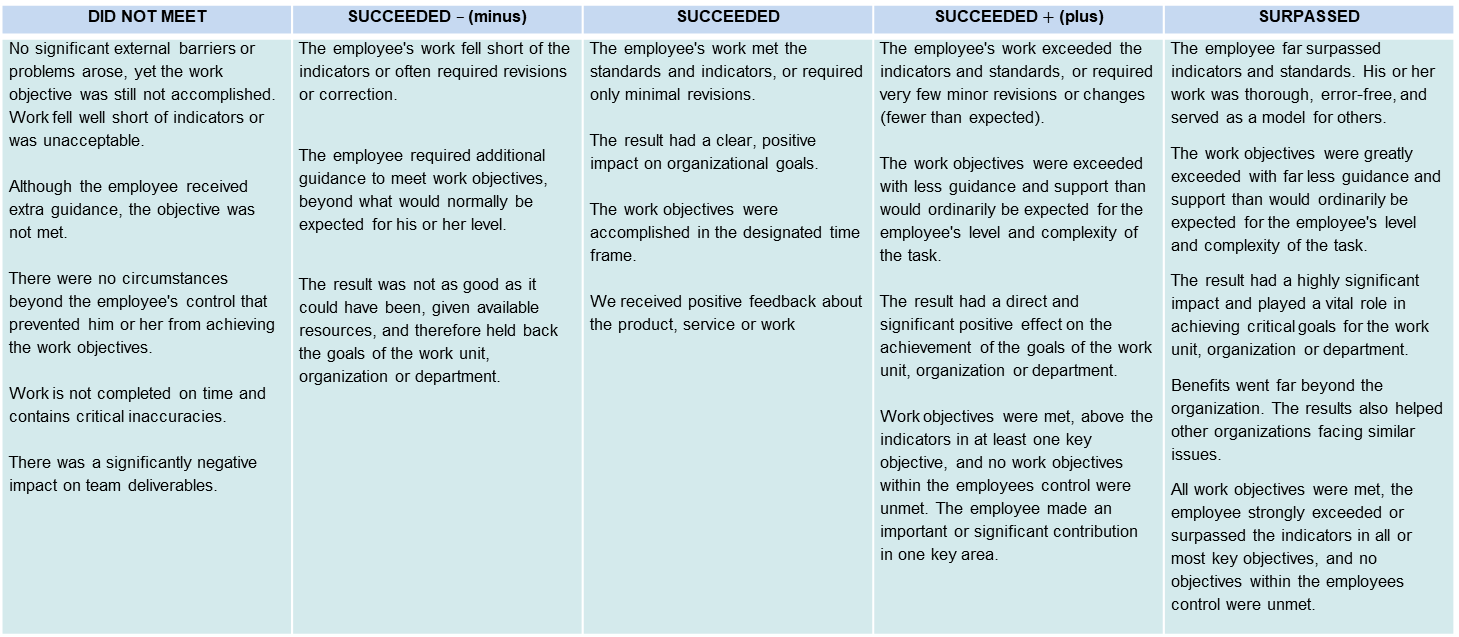 DID NOT MEET
No significant external barriers or
problems arose, yet the work
objective was still not accomplished.
Work fell well short of indicators or
was unacceptable.
Although the employee received
extra guidance, the objective was
not met.
There were no circumstances
beyond the employee's control that
prevented him or her from achieving
the work objectives.
Work is not completed on time and
contains critical inaccuracies.
There was a significantly negative
impact on team deliverables.
SUCCEEDED – (minus)
The employee's work fell short of the
indicators or often required revisions
or correction.
The employee required additional
guidance to meet work objectives,
beyond what would normally be
expected for his or her level.
The result was not as good as it
could have been, given available
resources, and therefore held back
the goals of the work unit,
organization or department.
SUCCEEDED
The employee's work met the
standards and indicators, or required
only minimal revisions.
The result had a clear, positive
impact on organizational goals.
The work objectives were
accomplished in the designated time
frame.
We received positive feedback about
the product, service or work
SUCCEEDED + (plus)
The employee's work exceeded the
indicators and standards, or required
very few minor revisions or changes
(fewer than expected).
The work objectives were exceeded
with less guidance and support than
would ordinarily be expected for the
employee's level and complexity of
the task.
The result had a direct and
significant positive effect on the
achievement of the goals of the work
unit, organization or department.
Work objectives were met, above the
indicators in at least one key
objective, and no work objectives
within the employees control were
unmet. The employee made an
important or significant contribution
in one key area.
SURPASSED
The employee far surpassed
indicators and standards. His or her
work was thorough, error-free, and
served as a model for others.
The work objectives were greatly
exceeded with far less guidance and
support than would ordinarily be
expected for the employee's level
and complexity of the task.
The result had a highly significant
impact and played a vital role in
achieving critical goals for the work
unit, organization or department.
Benefits went far beyond the
organization. The results also helped
other organizations facing similar
issues.
All work objectives were met, the
employee strongly exceeded or
surpassed the indicators in all or
most key objectives, and no
objectives within the employees
control were unmet.